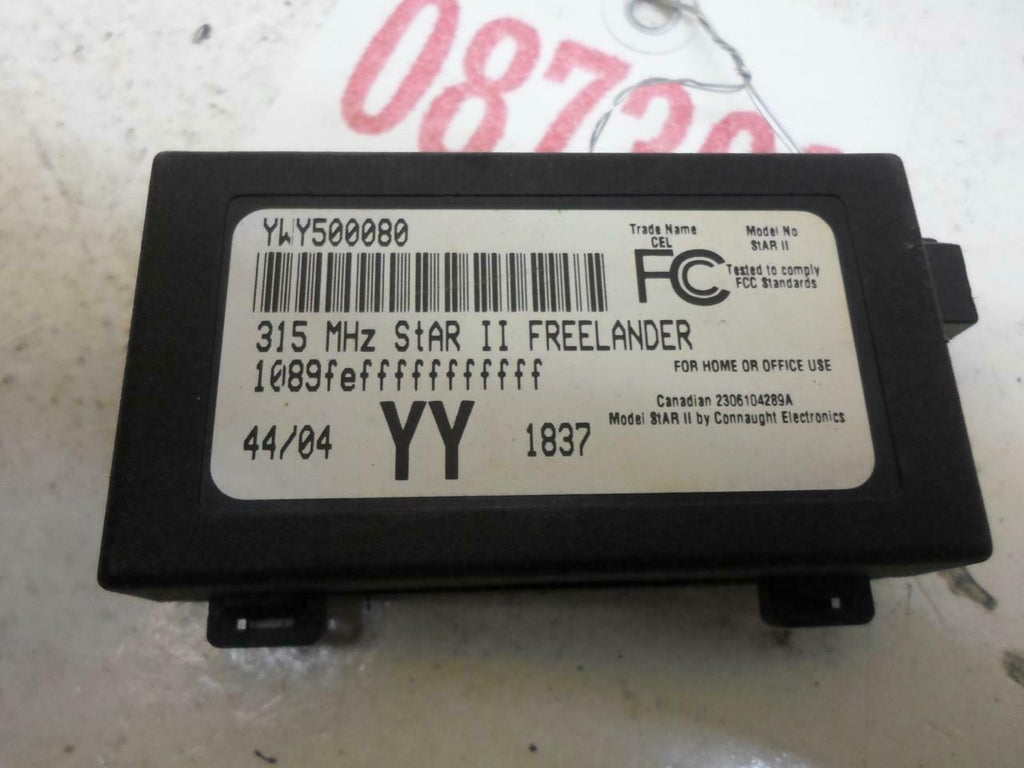 YWY500080
Trade Name
CEL
Model No
StAR II
FC
Tested to comply
FCC Standards
315 MHz StAR II FREELANDER
1089fefffffffffff
FOR HOME OR OFFICE USE
Canadian 2306104289A
Model StAR II by Connaught Electronics
44/04
YY
1837